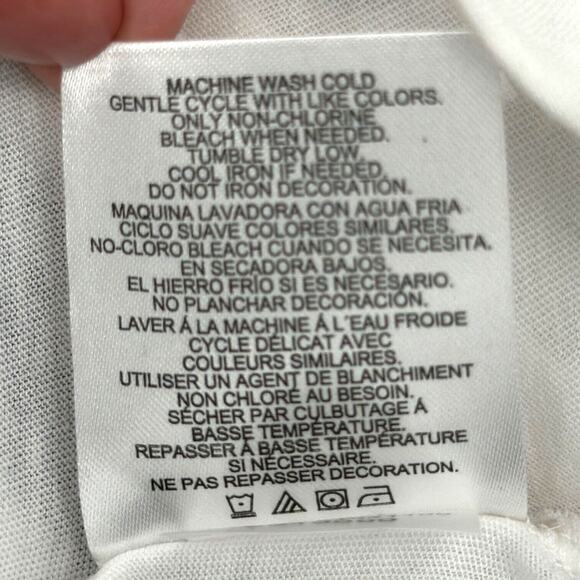 MACHINE WASH COLD
GENTLE CYCLE WITH LIKE COLORS.
ONLY NON-CHLORINE
BLEACH WHEN NEEDED.
TUMBLE DRY LOW.
COOL IRON IF NEEDED.
DO NOT IRON DECORATION.
MAQUINA LAVADORA CON AGUA FRIA
CICLO SUAVE COLORES SIMILARES.
NO-CLORO BLEACH CUANDO SE NECESITA.
EN SECADORA BAJOS.
EL HIERRO FRÍO SI ES NECESARIO.
NO PLANCHAR DECORACIÓN.
LAVER Á LA MACHINE Á L'EAU FROIDE
CYCLE DÉLICAT AVEC
COULEURS SIMILAIRES.
UTILISER UN AGENT DE BLANCHIMENT
NON CHLORÉ AU BESOIN.
SÉCHER PAR CULBUTAGE À
BASSE TEMPÉRATURE.
REPASSER À BASSE TEMPÉRATURE
SI NÉCESSAIRE.
NE PAS REPASSER DECORATION.